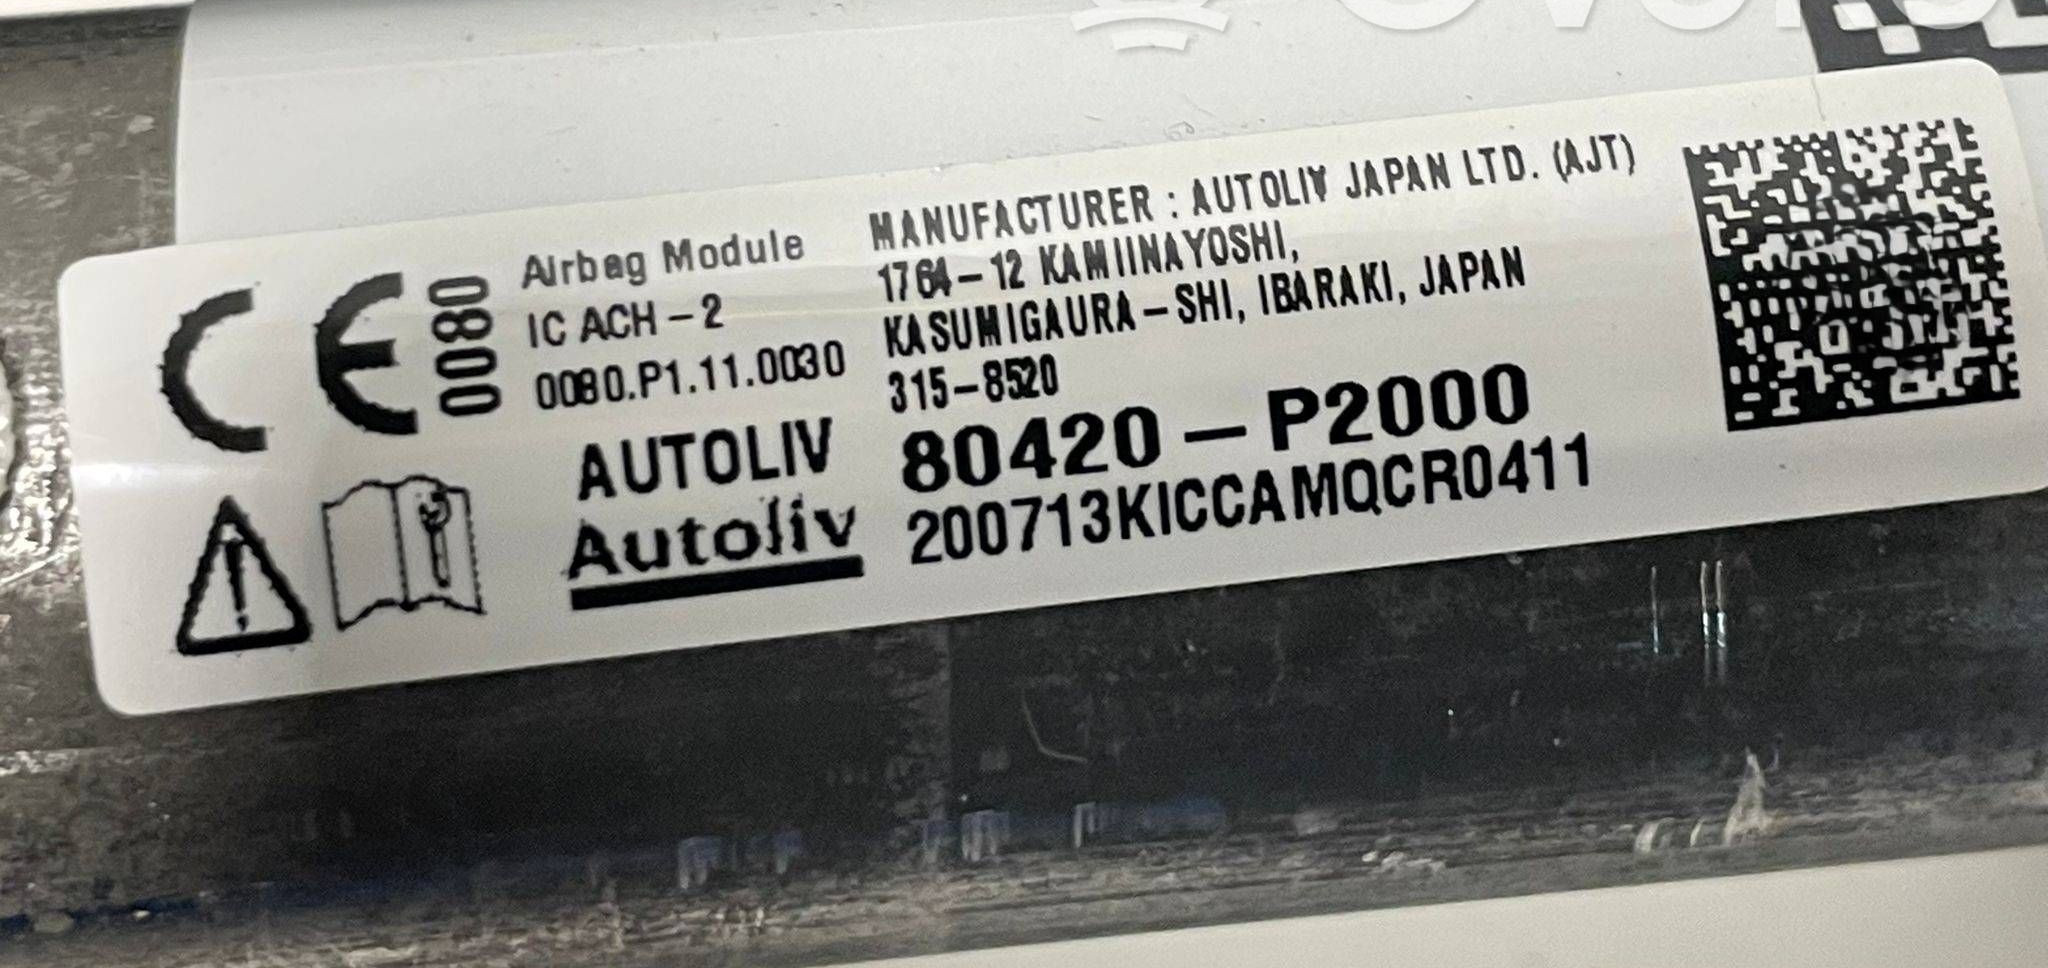 CE 0080
Airbag Module
IC ACH-2
0080.P1.11.0030
AUTOLIV
Autoliv
MANUFACTURER : AUTOLIV JAPAN LTD. (AJT)
1764-12 KAMIINAYOSHI,
KASUMIGAURA-SHI, IBARAKI, JAPAN
315-8520
80420-P2000
200713KICCAMQCR0411